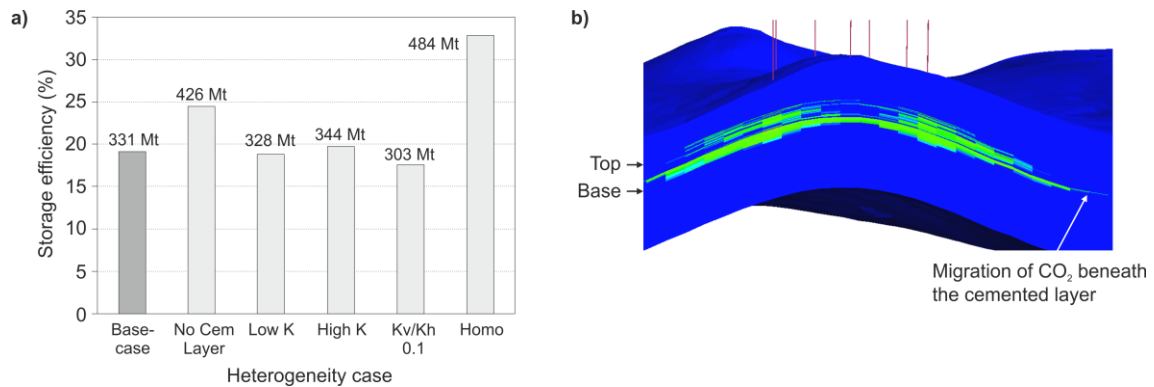 a)
35
30
25
20
15
10
5
0
Storage efficiency (%)
331 Mt
426 Mt
328 Mt
344 Mt
303 Mt
484 Mt
Base-
case
No Cem
Layer
Low K
High K
Kv/Kh
0.1
Homo
Heterogeneity case
b)
Top
Base
Migration of CO₂ beneath
the cemented layer